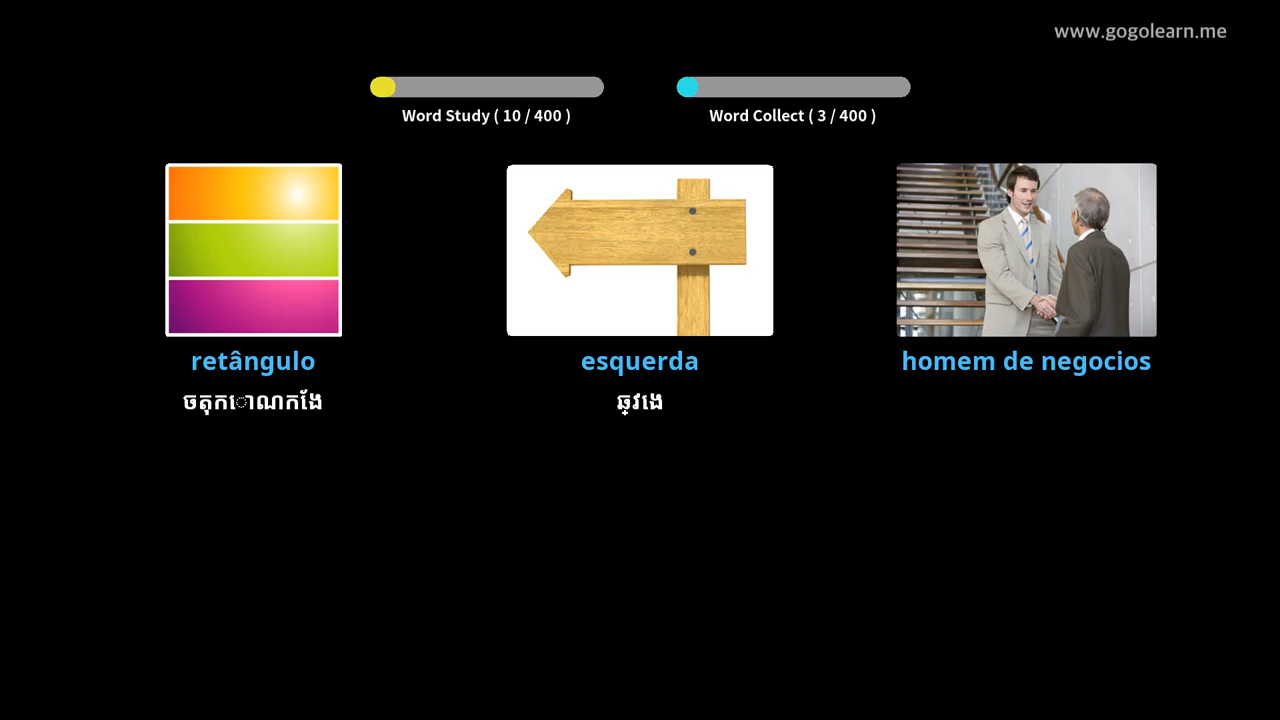 www.gogolearn.me
Word Study ( 10 / 400 )
Word Collect ( 3 / 400 )
retângulo
esquerda
homem de negocios
ចតុកោណកែង
ឆ្វេង